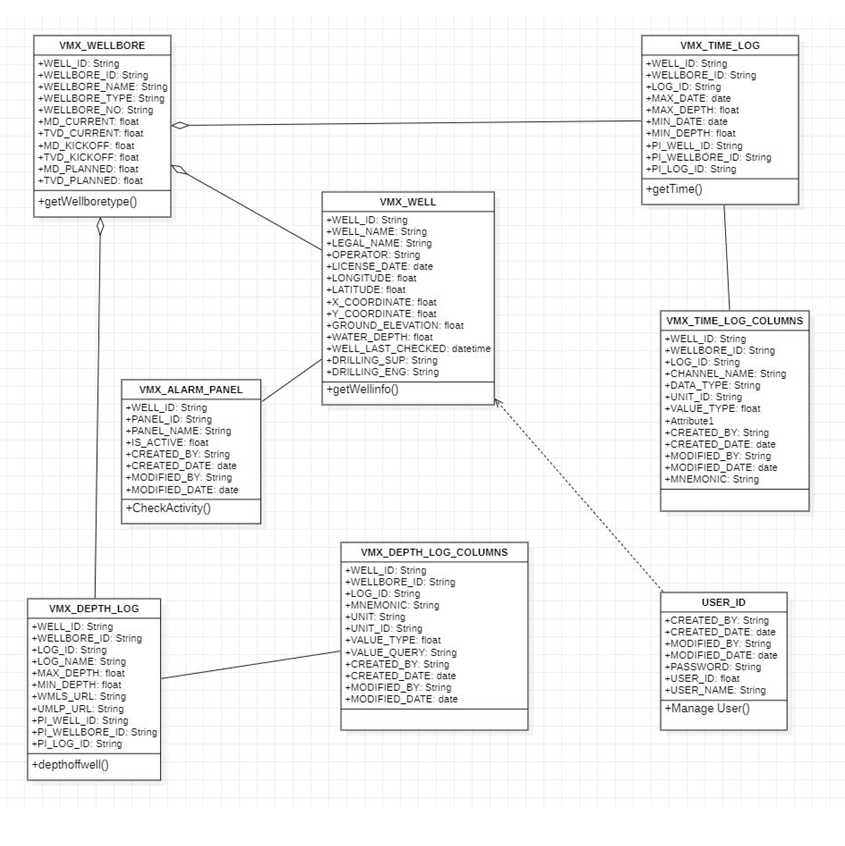 VMX_WELLBORE
+WELL_ID: String
+WELLBORE_ID: String
+WELLBORE_NAME: String
+WELLBORE_TYPE: String
+WELLBORE_NO: String
+MD_CURRENT: float
+TVD_CURRENT: float
+MD_KICKOFF: float
+TVD_KICKOFF: float
+MD_PLANNED: float
+TVD_PLANNED: float
+getWellboretype()
VMX_TIME_LOG
+WELL_ID: String
+WELLBORE_ID: String
+LOG_ID: String
+MAX_DATE: date
+MAX_DEPTH: float
+MIN_DATE: date
+MIN_DEPTH: float
+PI_WELL_ID: String
+PI_WELLBORE_ID: String
+PI_LOG_ID: String
+getTime()
VMX_WELL
+WELL_ID: String
+WELL_NAME: String
+LEGAL_NAME: String
+OPERATOR: String
+LICENSE_DATE: date
+LONGITUDE: float
+LATITUDE: float
+X_COORDINATE: float
+Y_COORDINATE: float
+GROUND_ELEVATION: float
+WATER_DEPTH: float
+WELL_LAST_CHECKED: datetime
+DRILLING_SUP: String
+DRILLING_ENG: String
+getWellinfo()
VMX_TIME_LOG_COLUMNS
+WELL_ID: String
+WELLBORE_ID: String
+LOG_ID: String
+CHANNEL_NAME: String
+DATA_TYPE: String
+UNIT_ID: String
+VALUE_TYPE: float
+Attribute1
+CREATED_BY: String
+CREATED_DATE: date
+MODIFIED_BY: String
+MODIFIED_DATE: date
+MNEMONIC: String
VMX_ALARM_PANEL
+WELL_ID: String
+PANEL_ID: String
+PANEL_NAME: String
+IS_ACTIVE: float
+CREATED_BY: String
+CREATED_DATE: date
+MODIFIED_BY: String
+MODIFIED_DATE: date
+CheckActivity()
VMX_DEPTH_LOG_COLUMNS
+WELL_ID: String
+WELLBORE_ID: String
+LOG_ID: String
+MNEMONIC: String
+UNIT: String
+UNIT_ID: String
+VALUE_TYPE: float
+VALUE_QUERY: String
+CREATED_BY: String
+CREATED_DATE: date
+MODIFIED_BY: String
+MODIFIED_DATE: date
VMX_DEPTH_LOG
+WELL_ID: String
+WELLBORE_ID: String
+LOG_ID: String
+LOG_NAME: String
+MAX_DEPTH: float
+MIN_DEPTH: float
+WMLS_URL: String
+UMLP_URL: String
+PI_WELL_ID: String
+PI_WELLBORE_ID: String
+PI_LOG_ID: String
+depthoffwell()
USER_ID
+CREATED_BY: String
+CREATED_DATE: date
+MODIFIED_BY: String
+MODIFIED_DATE: date
+PASSWORD: String
+USER_ID: float
+USER_NAME: String
+Manage User()